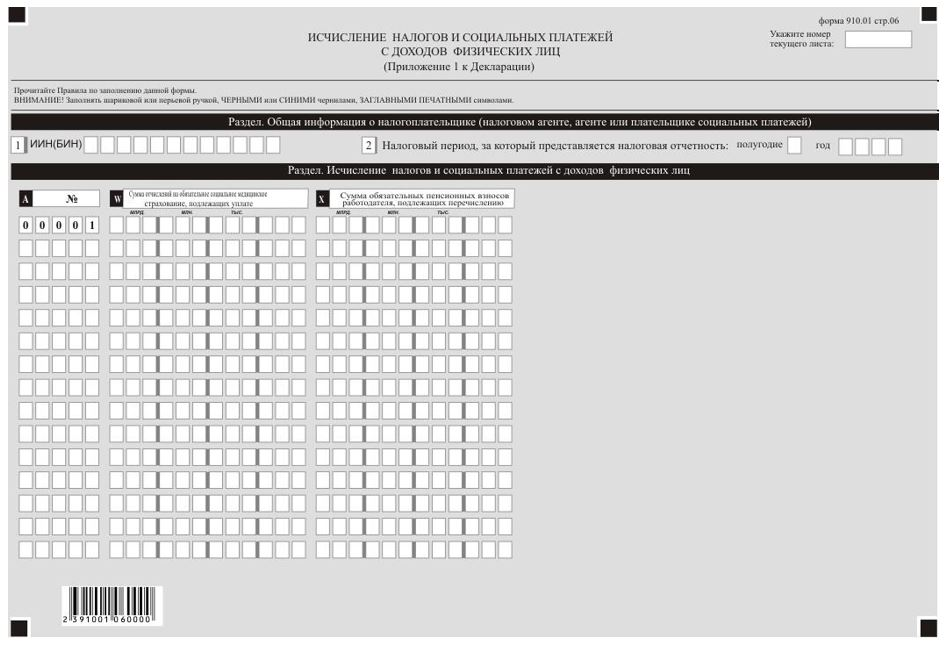 форма 910.01 стр.06
ИСЧИСЛЕНИЕ НАЛОГОВ И СОЦИАЛЬНЫХ ПЛАТЕЖЕЙ
С ДОХОДОВ ФИЗИЧЕСКИХ ЛИЦ
(Приложение 1 к Декларации)
Укажите номер
текущего листа:
Прочитайте Правила по заполнению данной формы.
ВНИМАНИЕ! Заполнять шариковой или перьевой ручкой, ЧЕРНЫМИ или СИНИМИ чернилами, ЗАГЛАВНЫМИ ПЕЧАТНЫМИ символами.
Раздел. Общая информация о налогоплательщике (налоговом агенте, агенте или плательщике социальных платежей)
1 ИИН(БИН) 2 Налоговый период, за который представляется налоговая отчетность: полугодие год
Раздел. Исчисление налогов и социальных платежей с доходов физических лиц
A №
W Сумма отчислений на обязательное социальное медицинское
страхование, подлежащих уплате
X Сумма обязательных пенсионных взносов
работодателя, подлежащих перечислению
МЛРД. МЛН. ТЫС. МЛРД. МЛН. ТЫС.
0 0 0 0 1
2 391001 060000